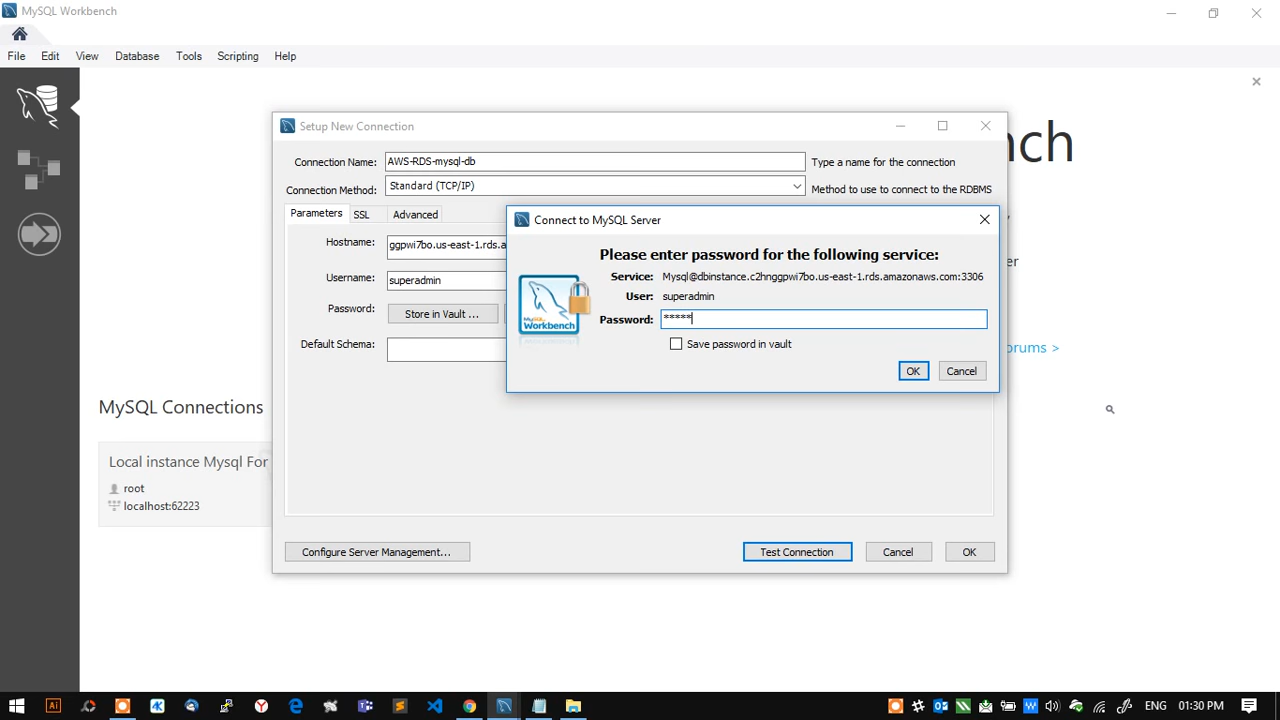 MySQL Workbench
File Edit View Database Tools Scripting Help
Setup New Connection
nch
Connection Name: AWS-RDS-mysql-db Type a name for the connection
Connection Method: Standard (TCP/IP) Method to use to connect to the RDBMS
Parameters SSL Advanced
Connect to MySQL Server
Hostname: ggpwi7bo.us-east-1.rds.a
Please enter password for the following service:
Service: Mysql@dbinstance.c2hnggpwi7bo.us-east-1.rds.amazonaws.com:3306
Username: superadmin
User: superadmin
Password: Store in Vault ...
MySQL
Workbench
Password: *****
Default Schema:
Save password in vault
orums >
OK Cancel
MySQL Connections
Local instance Mysql For
root
localhost:62223
Configure Server Management... Test Connection Cancel OK
Ai
ENG 01:30 PM